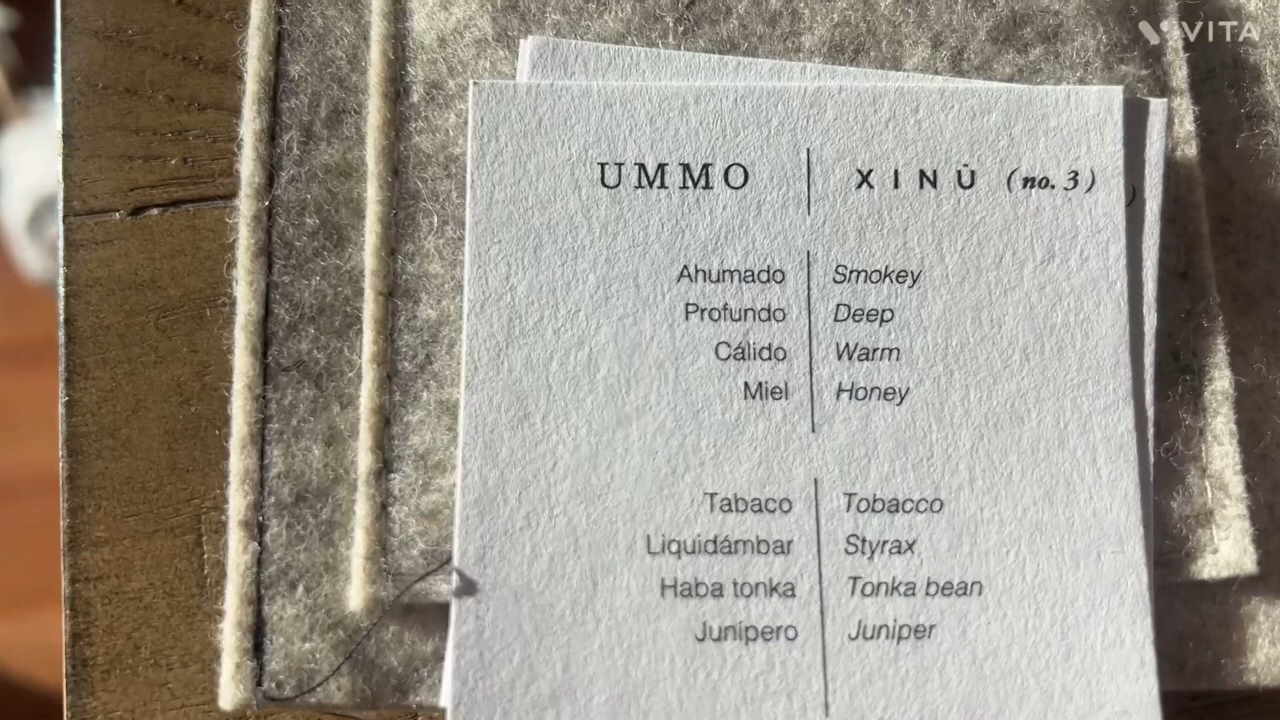 VITA
UMMO | XINÚ (no. 3)
Ahumado | Smokey
Profundo | Deep
Cálido | Warm
Miel | Honey
Tabaco | Tobacco
Liquidámbar | Styrax
Haba tonka | Tonka bean
Junípero | Juniper